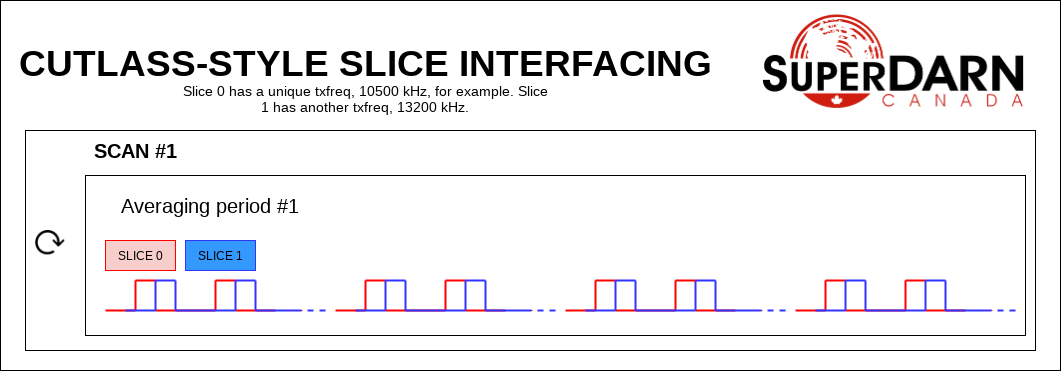 CUTLASS-STYLE SLICE INTERFACING
Slice 0 has a unique txfreq, 10500 kHz, for example. Slice
1 has another txfreq, 13200 kHz.
SUPERDARN
CANADA
SCAN #1
Averaging period #1
SLICE 0
SLICE 1